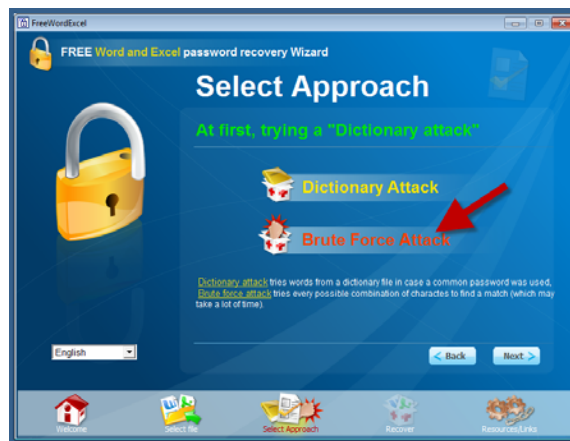 FreeWordExcel
FREE Word and Excel password recovery Wizard
Select Approach
At first, trying a "Dictionary attack"
Dictionary Attack
Brute Force Attack
Dictionary attack tries words from a dictionary file in case a common password was used,
Brute force attack tries every possible combination of charactes to find a match (which may
take a lot of time).
English
< Back
Next >
Welcome
Select file
Select Approach
Recover
Resources/Links